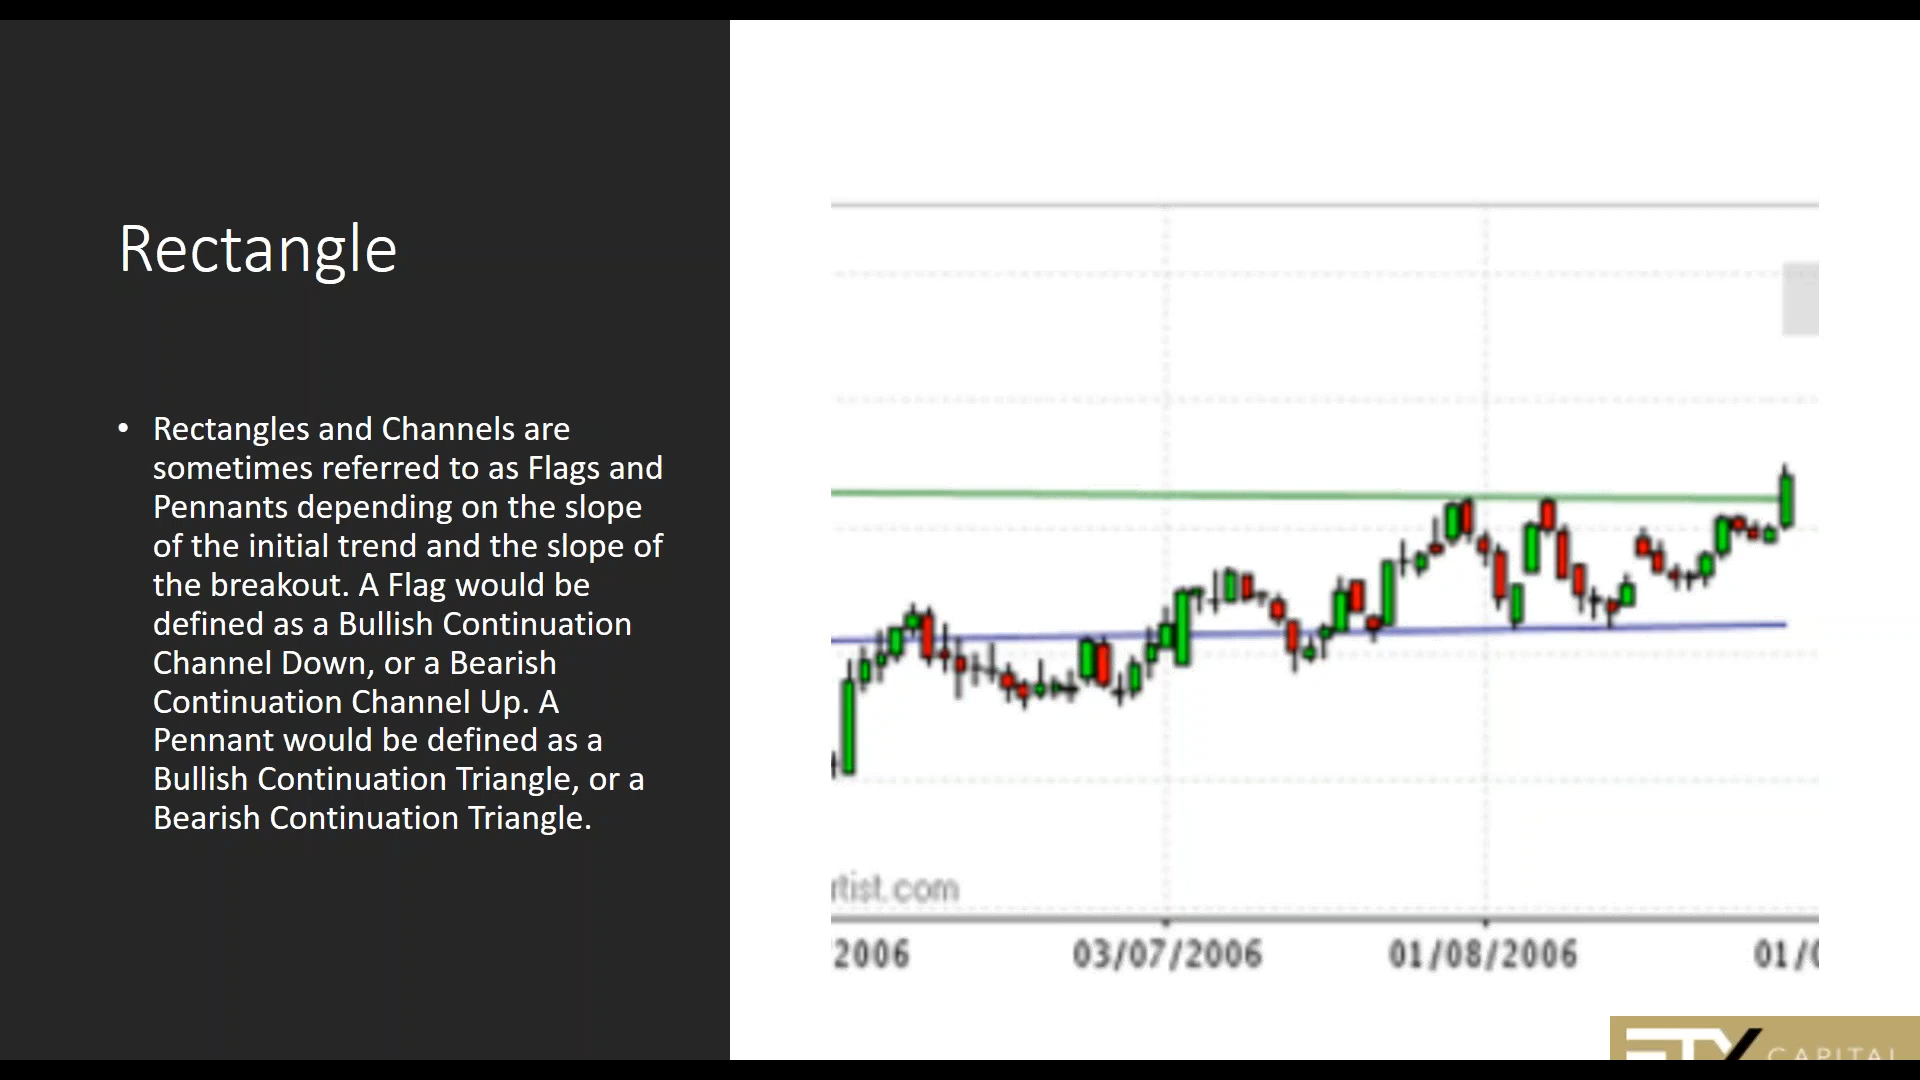 Rectangle
• Rectangles and Channels are
sometimes referred to as Flags and
Pennants depending on the slope
of the initial trend and the slope of
the breakout. A Flag would be
defined as a Bullish Continuation
Channel Down, or a Bearish
Continuation Channel Up. A
Pennant would be defined as a
Bullish Continuation Triangle, or a
Bearish Continuation Triangle.
rtist.com
2006 03/07/2006 01/08/2006 01/0
CAPITAL